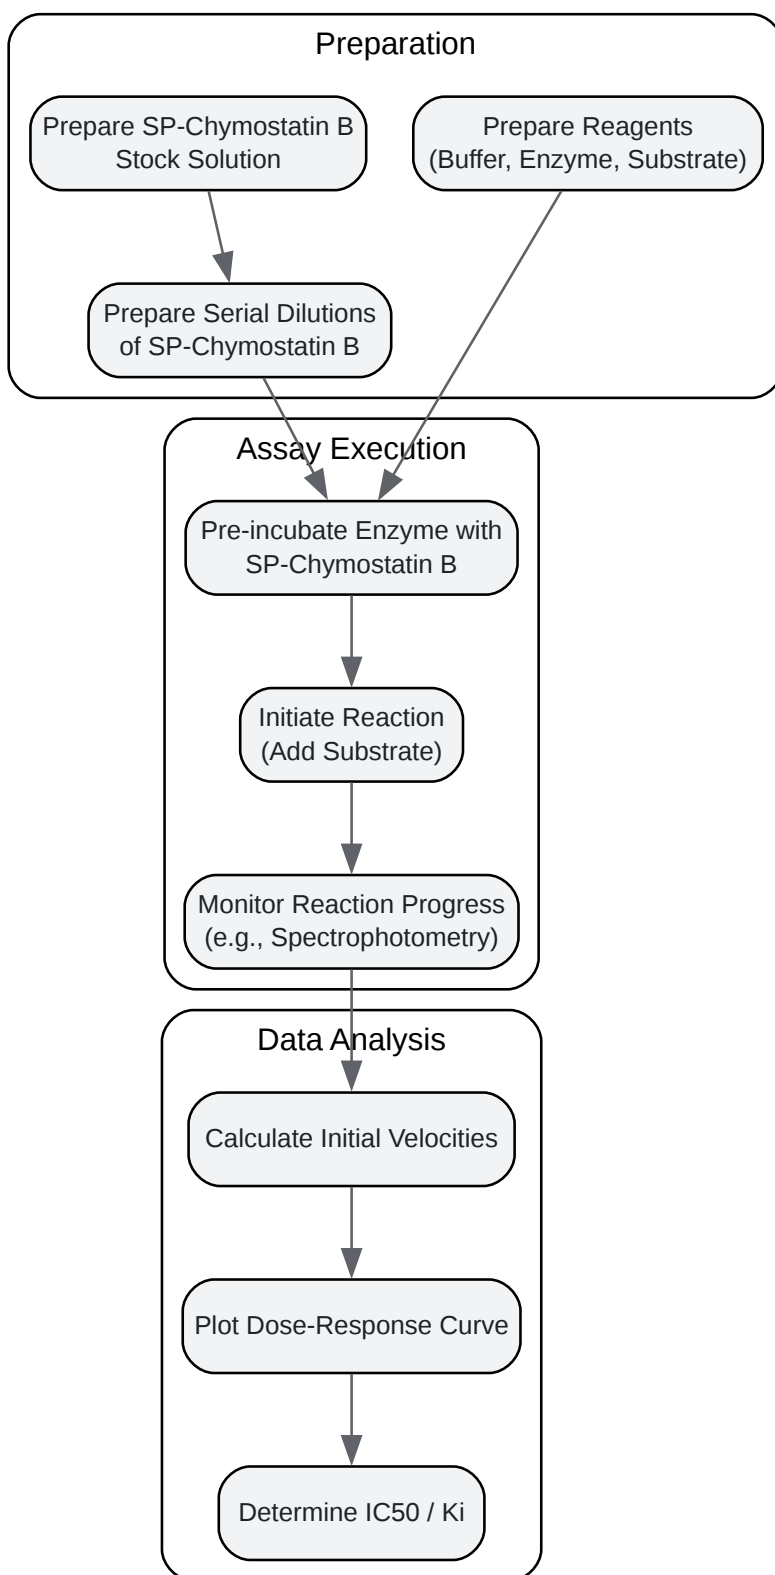 Preparation
Prepare SP-Chymostatin B
Stock Solution
Prepare Reagents
(Buffer, Enzyme, Substrate)
Prepare Serial Dilutions
of SP-Chymostatin B
Assay Execution
Pre-incubate Enzyme with
SP-Chymostatin B
Initiate Reaction
(Add Substrate)
Monitor Reaction Progress
(e.g., Spectrophotometry)
Data Analysis
Calculate Initial Velocities
Plot Dose-Response Curve
Determine IC50 / Ki